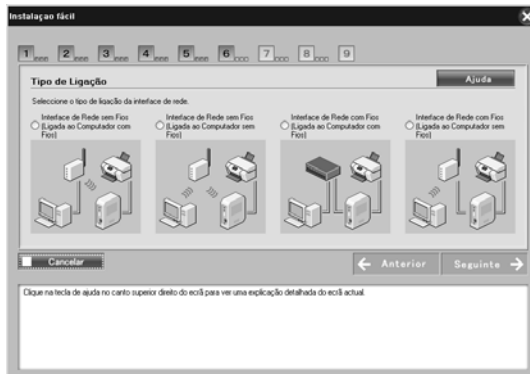 Instalaçao fácil
1 2 3 4 5 6 7 8 9
Tipo de Ligação
Ajuda
Seleccione o tipo de ligação da interface de rede.
Interface de Rede sem Fios
(Ligada ao Computador com
Fios)
Interface de Rede sem Fios
(Ligada ao Computador sem
Fios)
Interface de Rede com Fios
(Ligada ao Computador com
Fios)
Interface de Rede com Fios
(Ligada ao Computador sem
Fios)
Cancelar
Anterior
Seguinte
Clique na tecla de ajuda no canto superior direito do ecrã para ver uma explicação detalhada do ecrã actual.